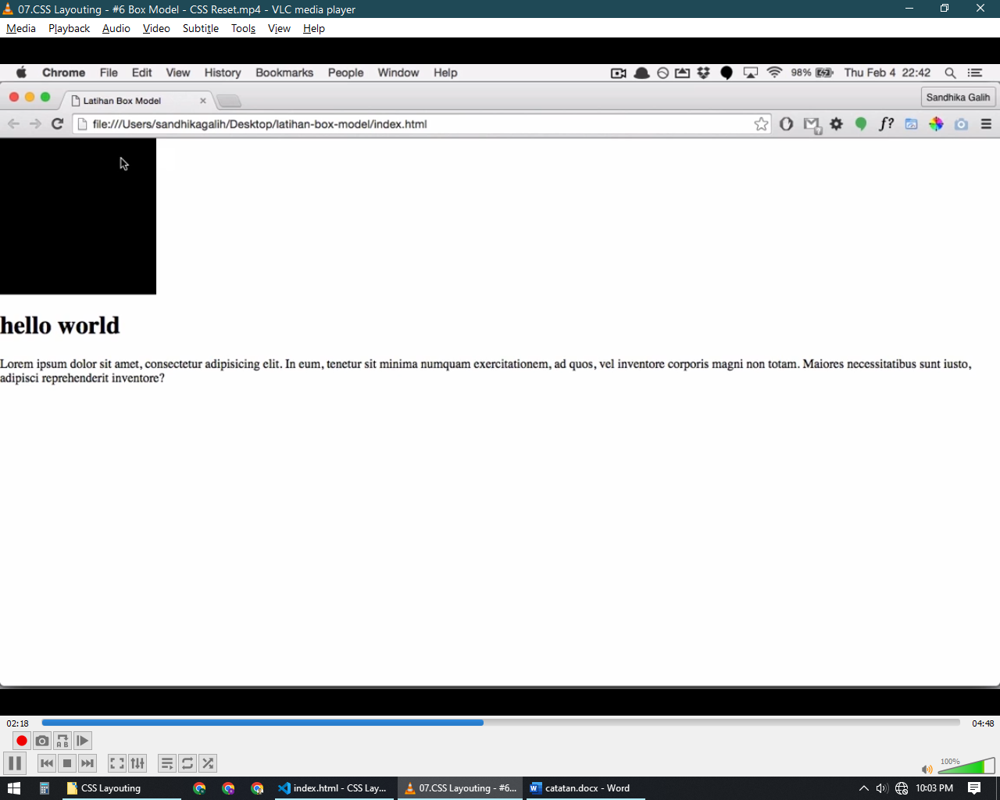 07.CSS Layouting - #6 Box Model - CSS Reset.mp4 - VLC media player
Media Playback Audio Video Subtitle Tools View Help
Chrome File Edit View History Bookmarks People Window Help 98% Thu Feb 4 22:42
Latihan Box Model Sandhika Galih
file:///Users/sandhikagalih/Desktop/latihan-box-model/index.html f?
hello world
Lorem ipsum dolor sit amet, consectetur adipisicing elit. In eum, tenetur sit minima numquam exercitationem, ad quos, vel inventore corporis magni non totam. Maiores necessitatibus sunt iusto,
adipisci reprehenderit inventore?
02:18 04:48
A B
100%
CSS Layouting index.html - CSS Lay... 07.CSS Layouting - #6... catatan.docx - Word 10:03 PM